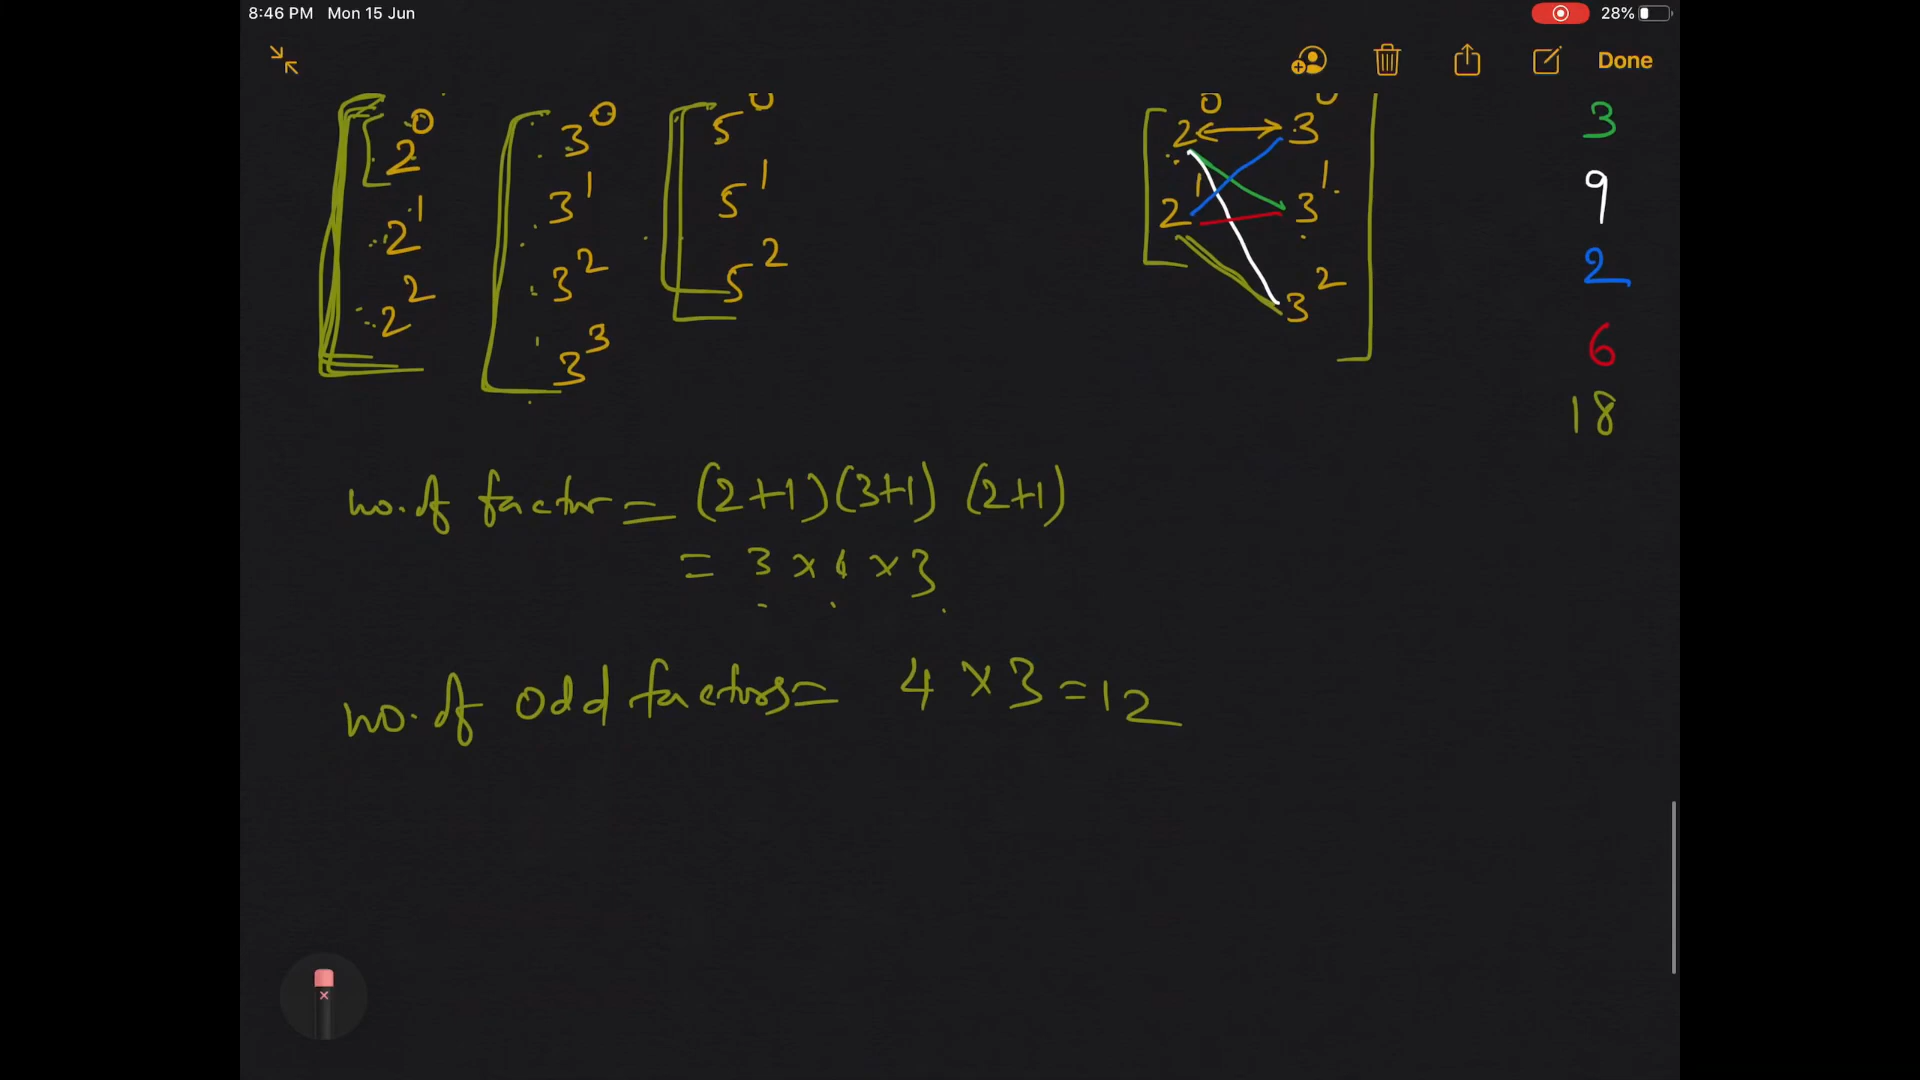 8:46 PM Mon 15 Jun
28%
Done
2^0 3^0 5^0
2^1 3^1 5^1
2^2 3^2 5^2
3^3
2^0 3^0
2^1 3^1
3^2
3
9
2
6
18
no. of factor = (2+1)(3+1) (2+1)
= 3 x 4 x 3
no. of odd factors = 4 x 3 = 12